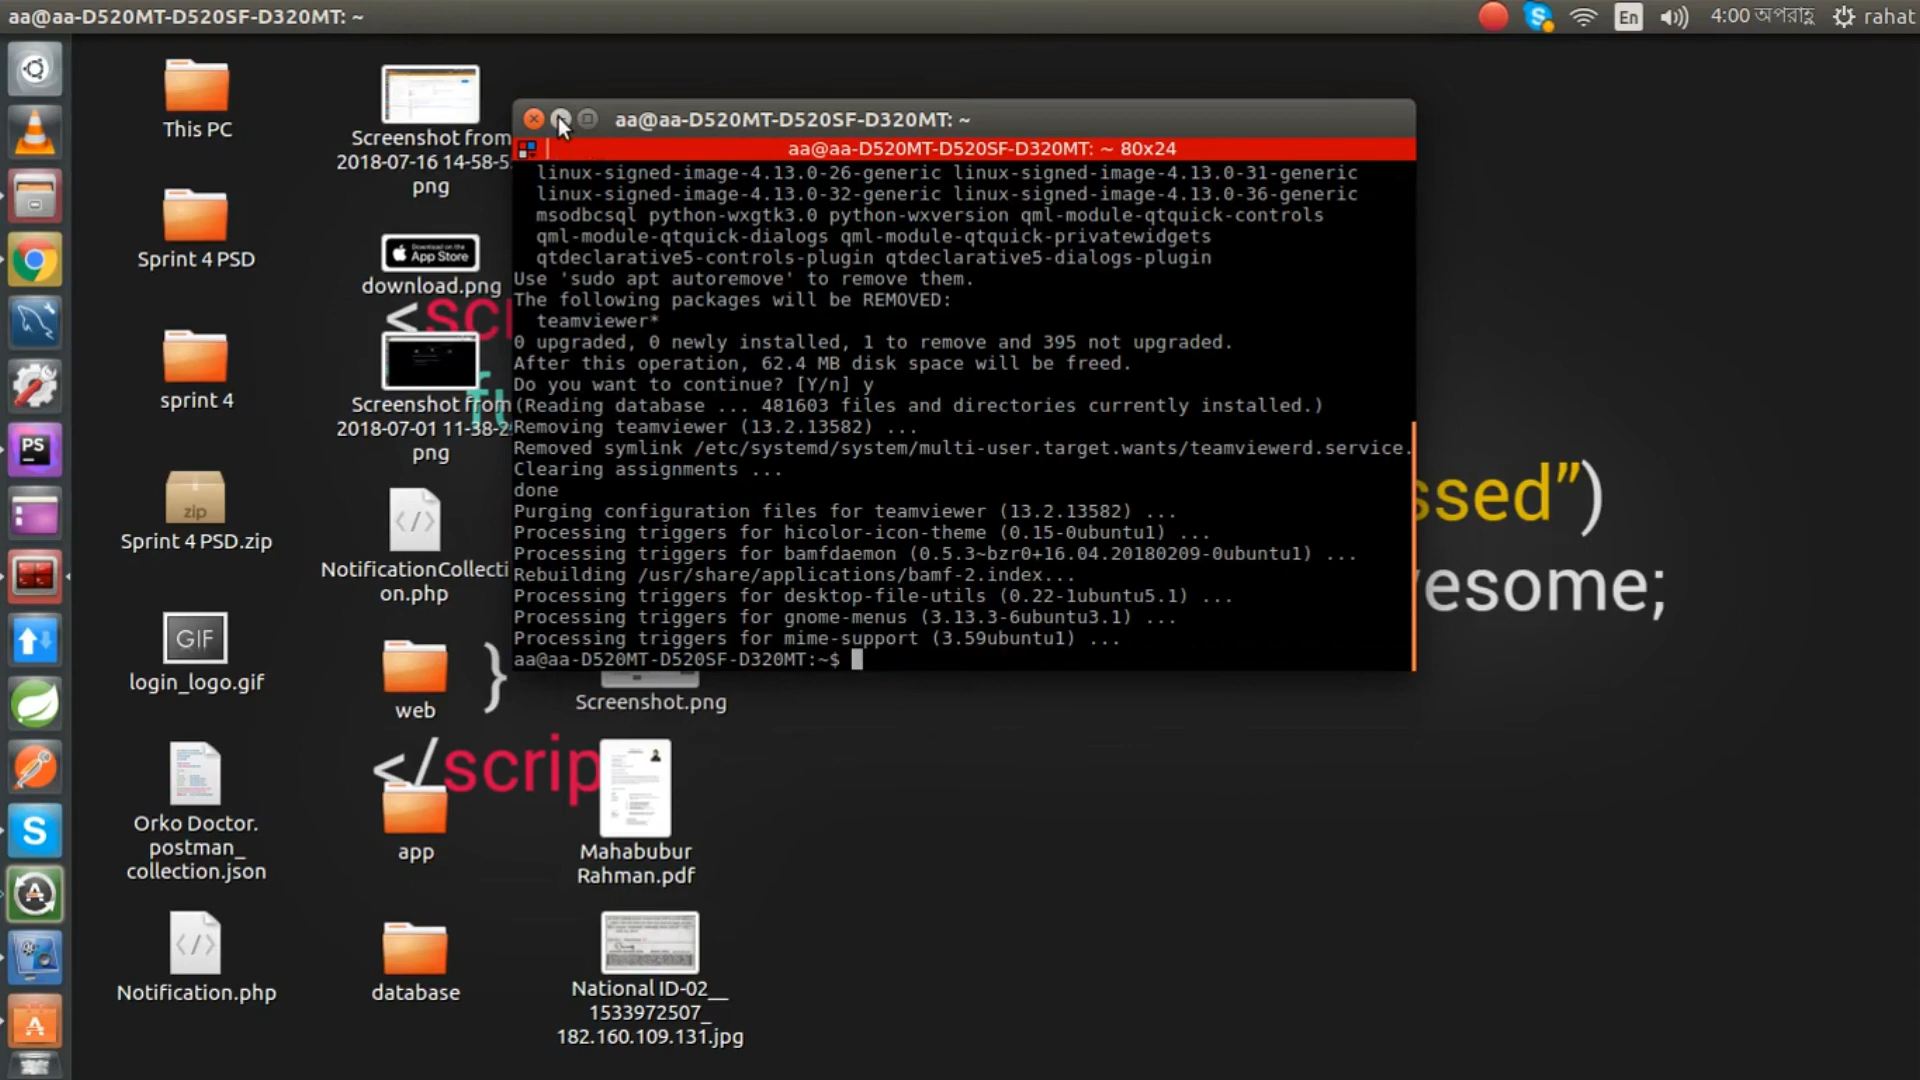 aa@aa-D520MT-D520SF-D320MT: ~
En
4:00 অপরাহ্ণ
rahat
This PC
Sprint 4 PSD
sprint 4
zip
Sprint 4 PSD.zip
GIF
login_logo.gif
Orko Doctor.
postman_
collection.json
Notification.php
Screenshot from
2018-07-16 14-58-5
png
Download on the
App Store
download.png
<sc
Screenshot from
2018-07-01 11-38-2
png
NotificationCollecti
on.php
web
}
</scrip
app
database
Screenshot.png
Mahabubur
Rahman.pdf
National ID-02__
1533972507_
182.160.109.131.jpg
PS
S
aa@aa-D520MT-D520SF-D320MT: ~
aa@aa-D520MT-D520SF-D320MT: ~ 80x24
linux-signed-image-4.13.0-26-generic linux-signed-image-4.13.0-31-generic
linux-signed-image-4.13.0-32-generic linux-signed-image-4.13.0-36-generic
msodbcsql python-wxgtk3.0 python-wxversion qml-module-qtquick-controls
qml-module-qtquick-dialogs qml-module-qtquick-privatewidgets
qtdeclarative5-controls-plugin qtdeclarative5-dialogs-plugin
Use 'sudo apt autoremove' to remove them.
The following packages will be REMOVED:
teamviewer*
0 upgraded, 0 newly installed, 1 to remove and 395 not upgraded.
After this operation, 62.4 MB disk space will be freed.
Do you want to continue? [Y/n] y
(Reading database ... 481603 files and directories currently installed.)
Removing teamviewer (13.2.13582) ...
Removed symlink /etc/systemd/system/multi-user.target.wants/teamviewerd.service.
Clearing assignments ...
done
Purging configuration files for teamviewer (13.2.13582) ...
Processing triggers for hicolor-icon-theme (0.15-0ubuntu1) ...
Processing triggers for bamfdaemon (0.5.3~bzr0+16.04.20180209-0ubuntu1) ...
Rebuilding /usr/share/applications/bamf-2.index...
Processing triggers for desktop-file-utils (0.22-1ubuntu5.1) ...
Processing triggers for gnome-menus (3.13.3-6ubuntu3.1) ...
Processing triggers for mime-support (3.59ubuntu1) ...
aa@aa-D520MT-D520SF-D320MT:~$
ssed”)
esome;